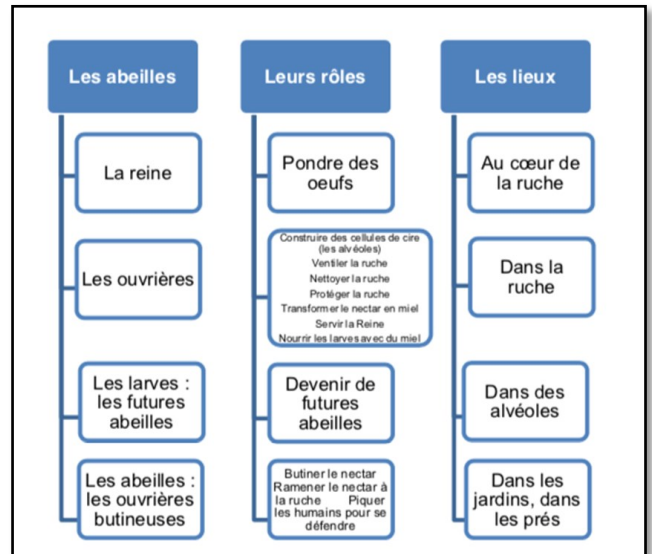 Les abeilles
Leurs rôles
Les lieux
La reine
Pondre des
oeufs
Au cœur de
la ruche
Les ouvrières
Construire des cellules de cire
(les alvéoles)
Ventiler la ruche
Nettoyer la ruche
Protéger la ruche
Transformer le nectar en miel
Servir la Reine
Nourrir les larves avec du miel
Dans la
ruche
Les larves :
les futures
abeilles
Devenir de
futures
abeilles
Dans des
alvéoles
Les abeilles :
les ouvrières
butineuses
Butiner le nectar
Ramener le nectar à
la ruche Piquer
les humains pour se
défendre
Dans les
jardins, dans
les prés